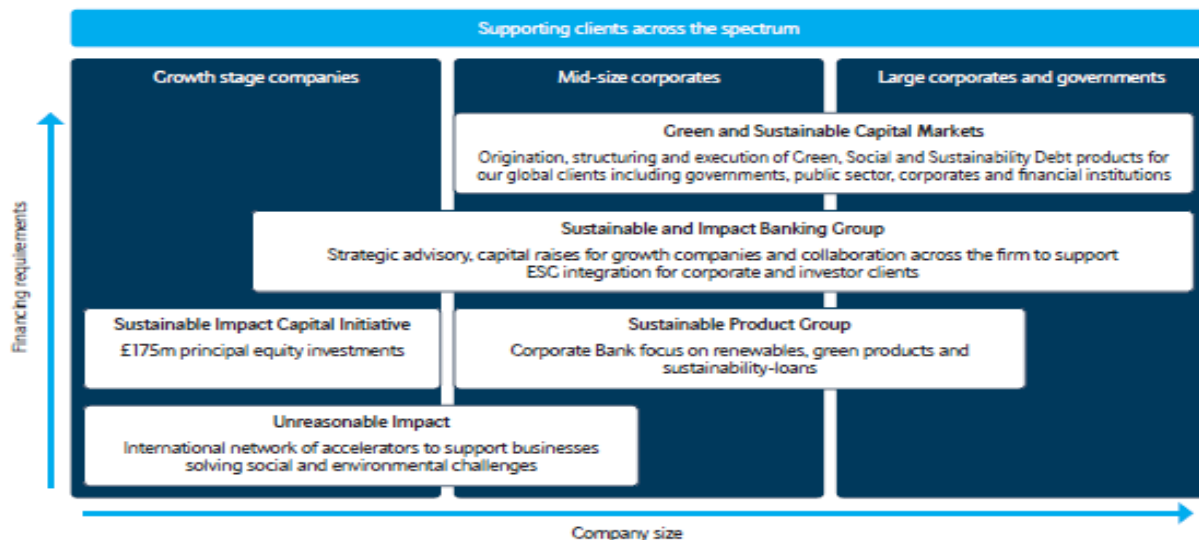 Supporting clients across the spectrum
Growth stage companies
Mid-size corporates
Large corporates and governments
Green and Sustainable Capital Markets
Origination, structuring and execution of Green, Social and Sustainability Debt products for
our global clients including governments, public sector, corporates and financial institutions
Sustainable and Impact Banking Group
Strategic advisory, capital raises for growth companies and collaboration across the firm to support
ESG integration for corporate and investor clients
Sustainable Impact Capital Initiative
£175m principal equity investments
Sustainable Product Group
Corporate Bank focus on renewables, green products and
sustainability-loans
Unreasonable Impact
International network of accelerators to support businesses
solving social and environmental challenges
Financing requirements
Company size